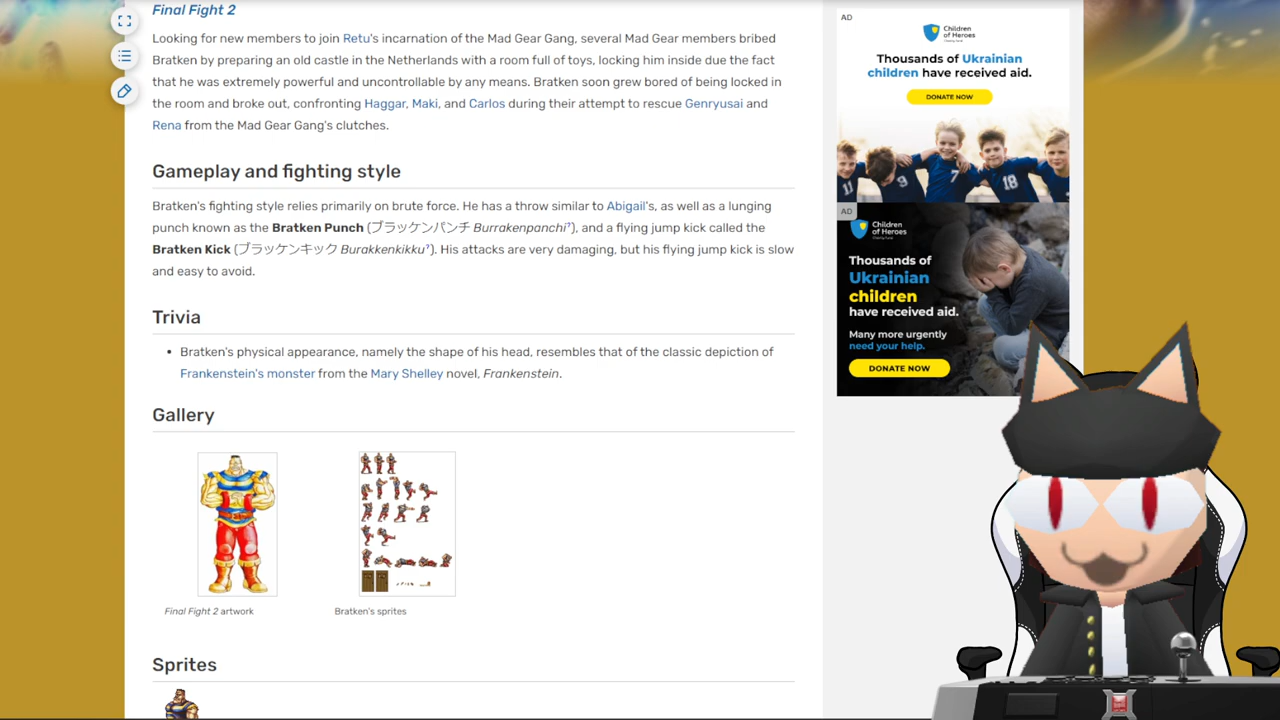 Final Fight 2
Looking for members to join Retu's incarnation of the Mad Gear Gang, several Mad Gear members bribed
Bratken by preparing an old castle in the Netherlands with a room full of toys, locking him inside due the fact
that he was extremely powerful and uncontrollable by any means. Bratken soon grew bored of being locked in
the room and broke out, confronting Haggar, Maki, and Carlos during their attempt to rescue Genryusai and
Rena from the Mad Gear Gang's clutches.
Gameplay and fighting style
Bratken's fighting style relies primarily on brute force. He has a throw similar to Abigail's, as well as a lunging
punch known as the Bratken Punch (ブラッケンパンチ Burrakenpanchi?), and a flying jump kick called the
Bratken Kick (ブラッケンキック Burakkenkikku?). His attacks are very damaging, but his flying jump kick is slow
and easy to avoid.
Trivia
• Bratken's physical appearance, namely the shape of his head, resembles that of the classic depiction of
Frankenstein's monster from the Mary Shelley novel, Frankenstein.
Gallery
Final Fight 2 artwork
Bratken's sprites
Sprites
AD
Children
of Heroes
Thousands of Ukrainian
children have received aid.
DONATE NOW
11
9
7
18
AD
Children
of Heroes
Thousands of
Ukrainian
children
have received aid.
Many more urgently
need your help.
DONATE NOW